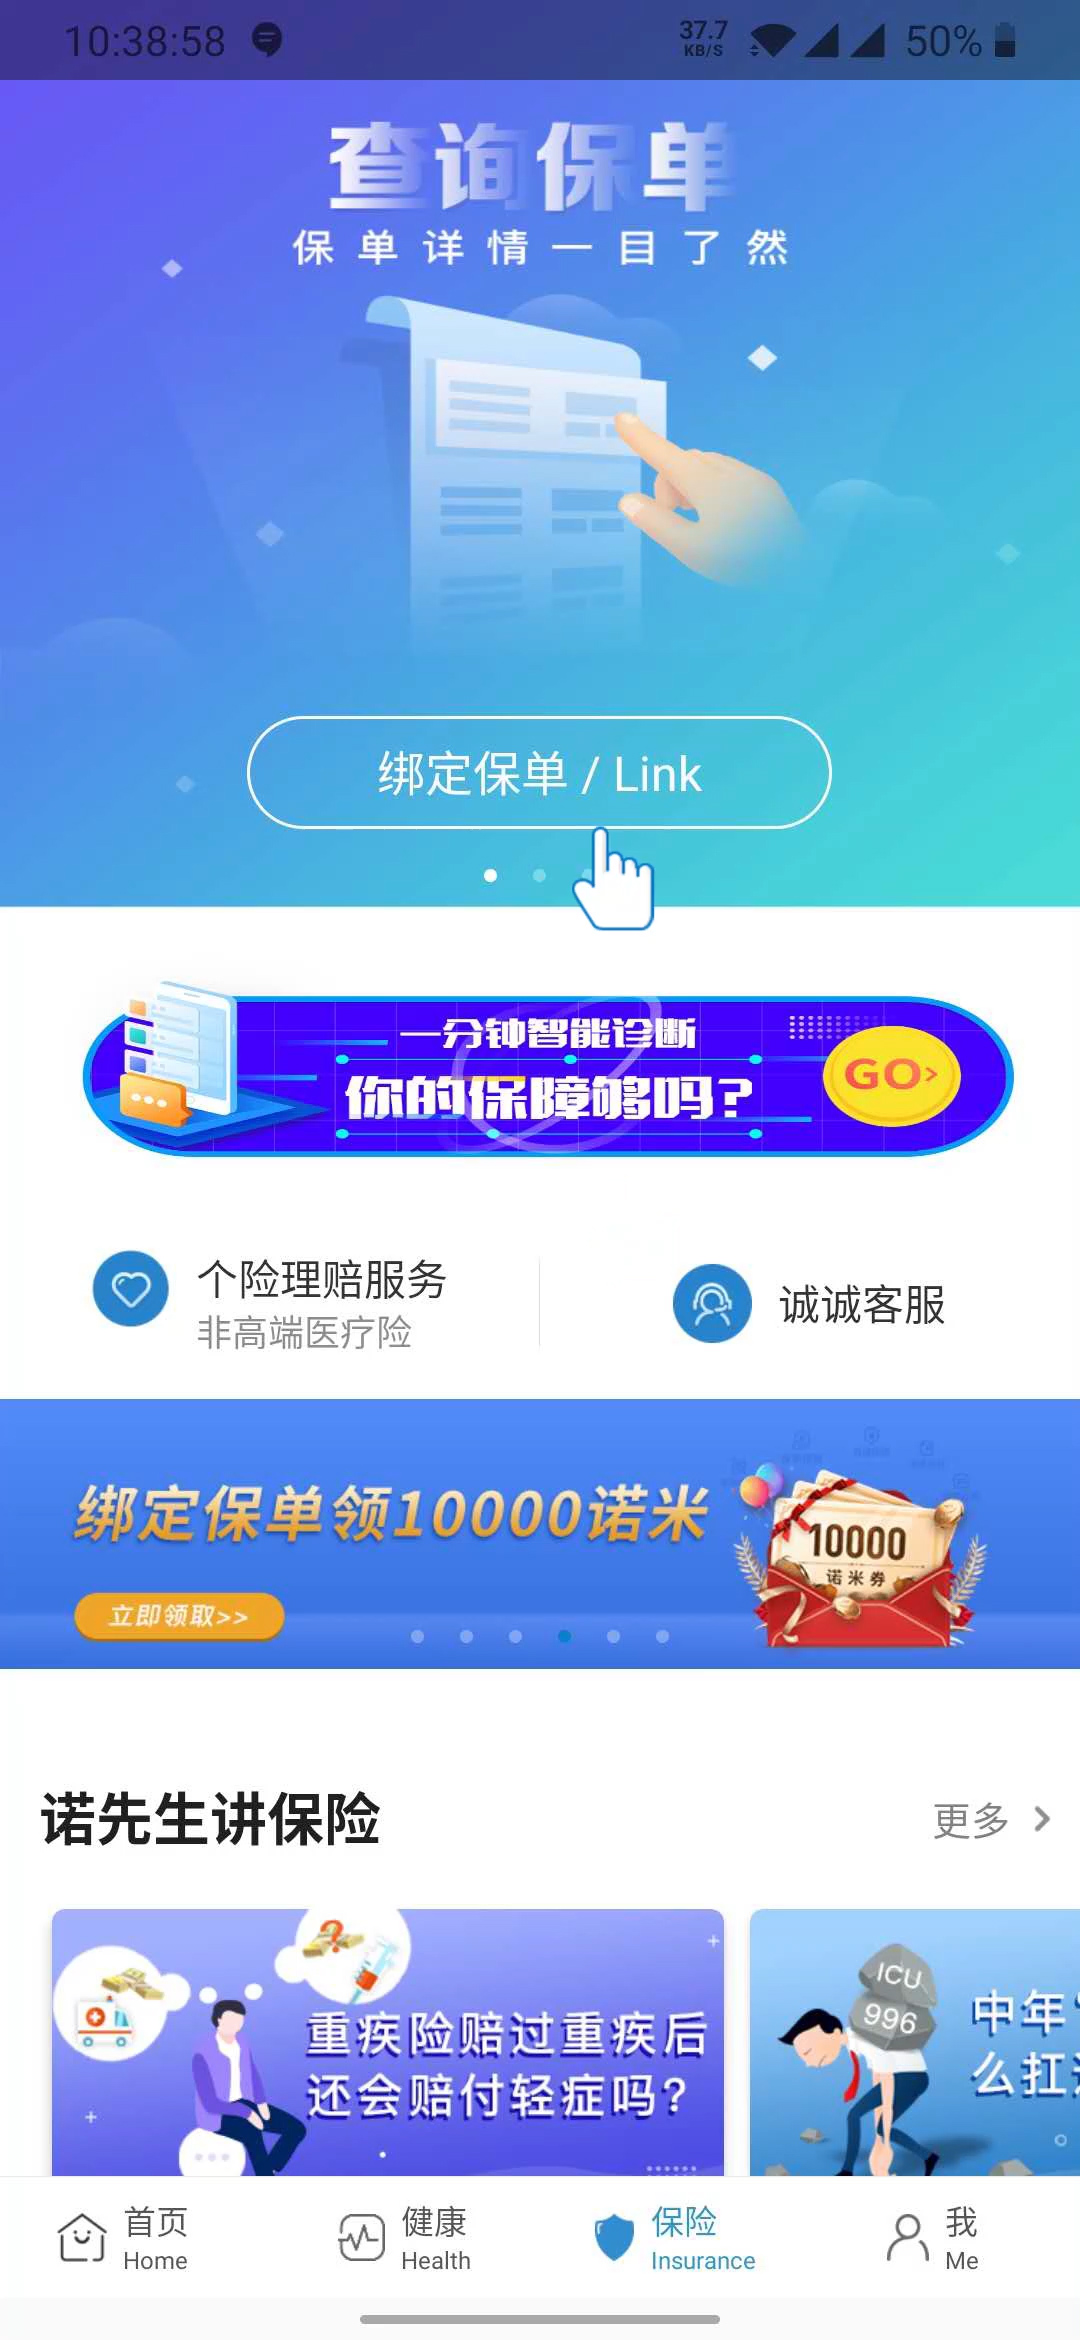 10:38:58
37.7
KB/S
50%
查询保单
保单详情一目了然
绑定保单 / Link
一分钟智能诊断
你的保障够吗?
GO>
个险理赔服务
非高端医疗险
诚诚客服
绑定保单领10000诺米
立即领取>>
10000
诺米券
诺先生讲保险
更多
重疾险赔过重疾后
还会赔付轻症吗?
ICU
996
中年
么扛
首页
Home
健康
Health
保险
Insurance
我
Me